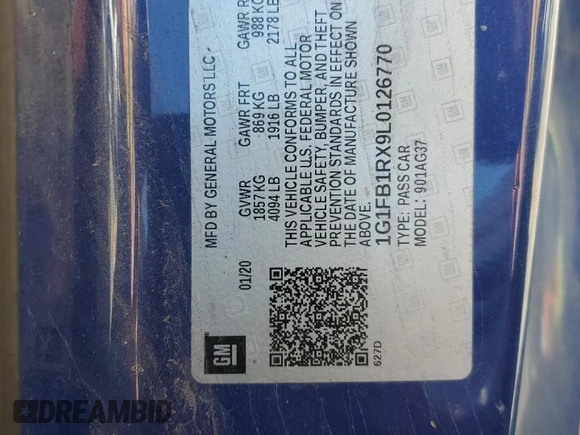 MFD BY GENERAL MOTORS LLC
01/20
GVWR GAWR FRT GAWR R
1857 KG 869 KG 988 KG
4094 LB 1916 LB 2178 LB
THIS VEHICLE CONFORMS TO ALL
APPLICABLE U.S. FEDERAL MOTOR
VEHICLE SAFETY, BUMPER, AND THEFT
PREVENTION STANDARDS IN EFFECT ON
THE DATE OF MANUFACTURE SHOWN
ABOVE.
1G1FB1RX9L0126770
TYPE: PASS CAR
MODEL: 901AG37
GM
627D
DREAMBID